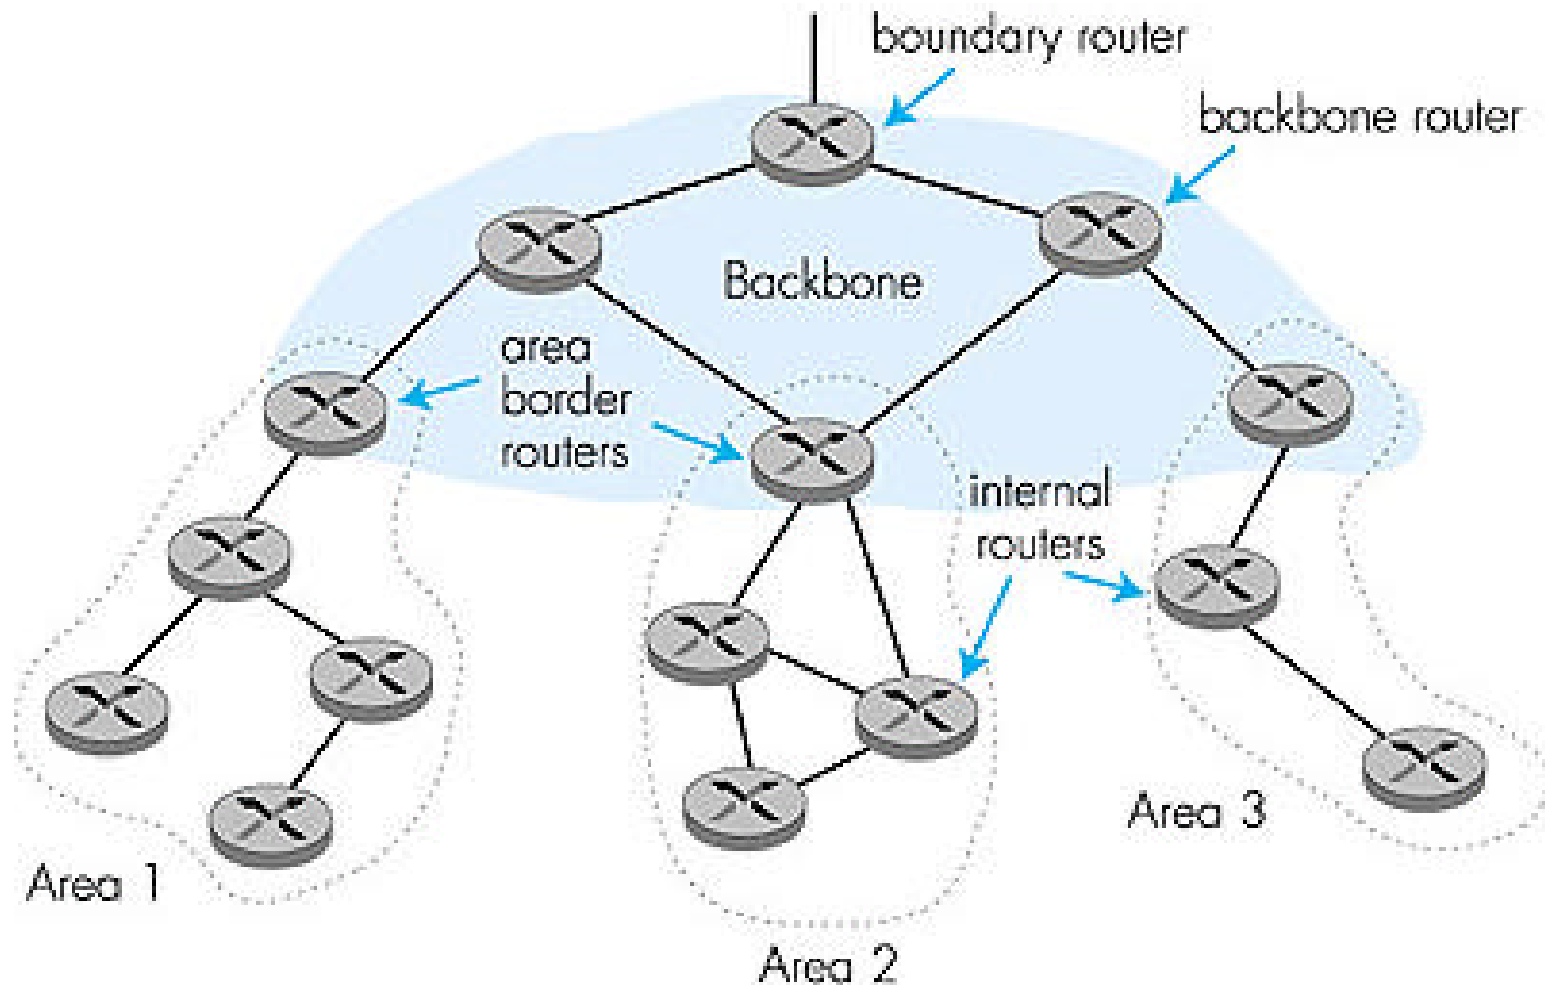 boundary router
backbone router
Backbone
area
border
routers
internal
routers
Area 3
Area 1
Area 2